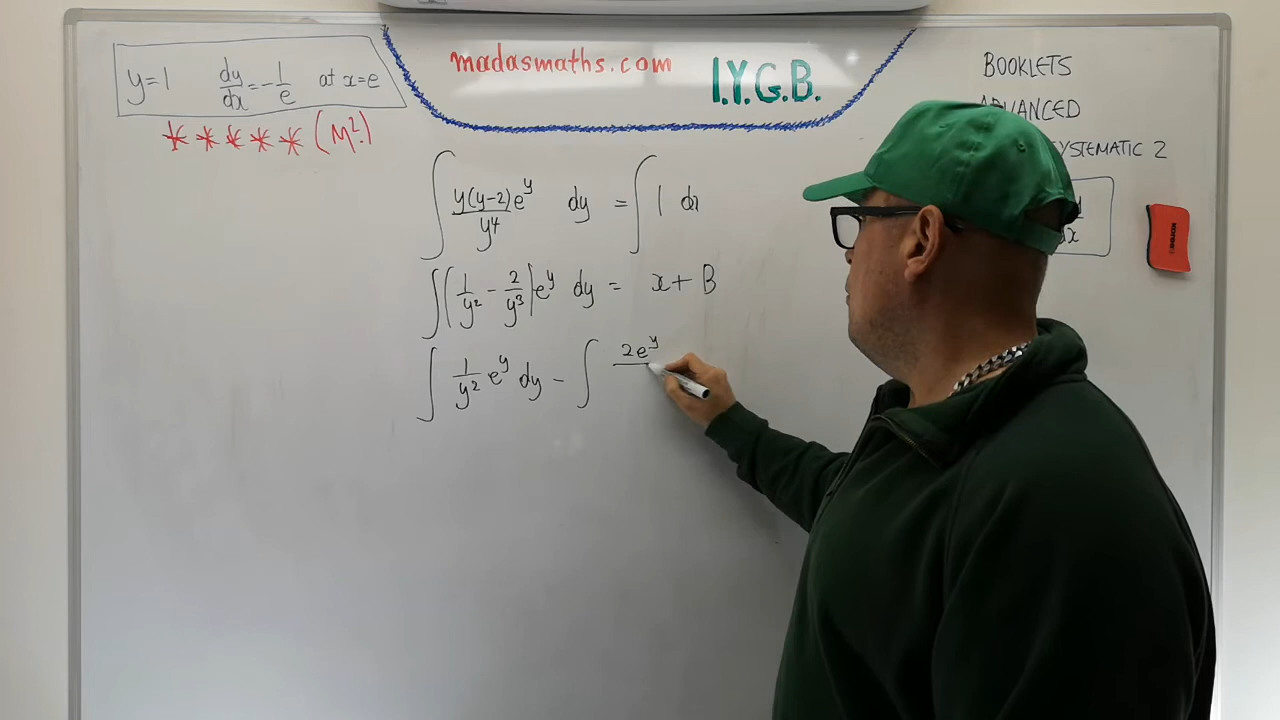 y=1 dy/dx = -1/e at x=e
***** (M²?)
madasmaths.com
I.Y.G.B.
BOOKLETS
ADVANCED
SYSTEMATIC 2
∫ y(y-2)e^y / y⁴ dy = ∫ 1 dx
∫ (1/y² - 2/y³) e^y dy = x + B
∫ 1/y² e^y dy - ∫ 2e^y